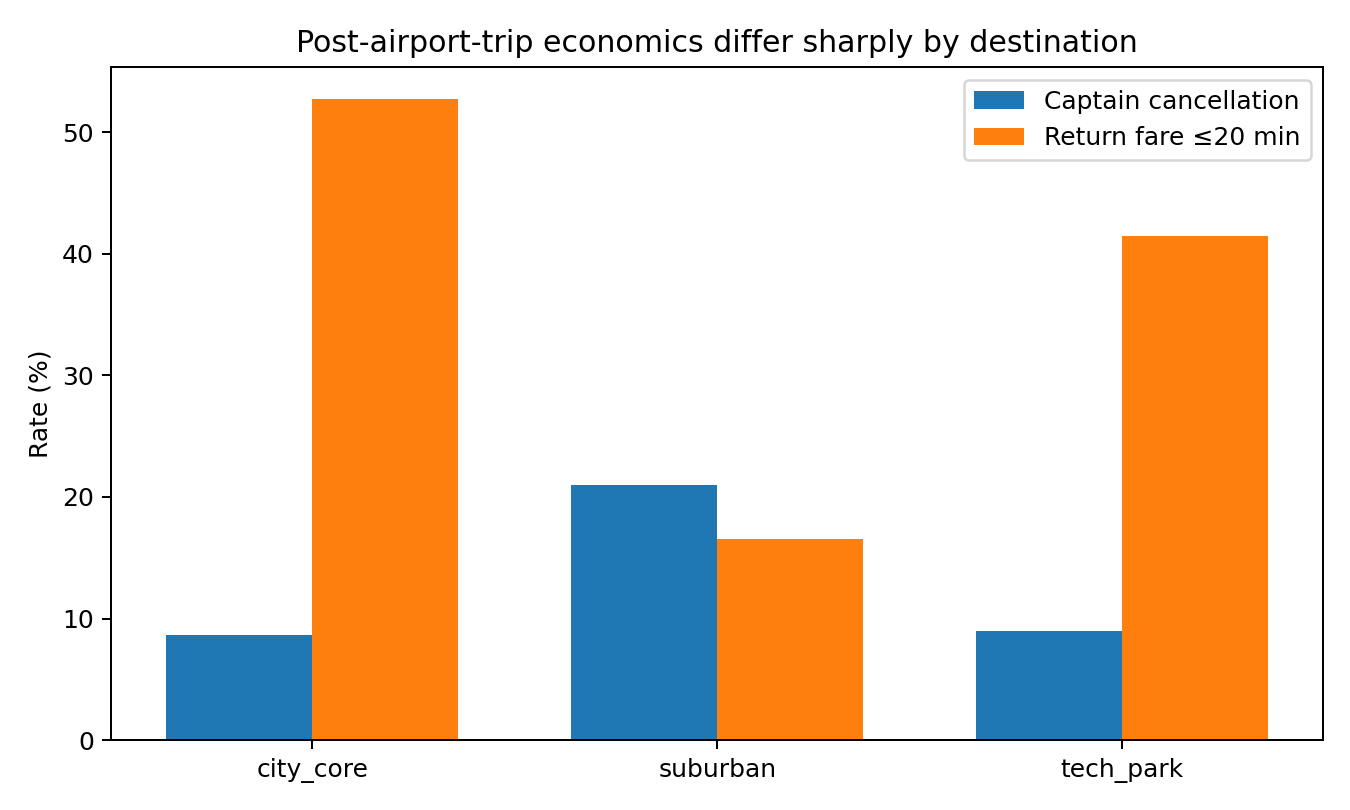 Post-airport-trip economics differ sharply by destination
Captain cancellation
Return fare ≤20 min
Rate (%)
50
40
30
20
10
0
city_core
suburban
tech_park